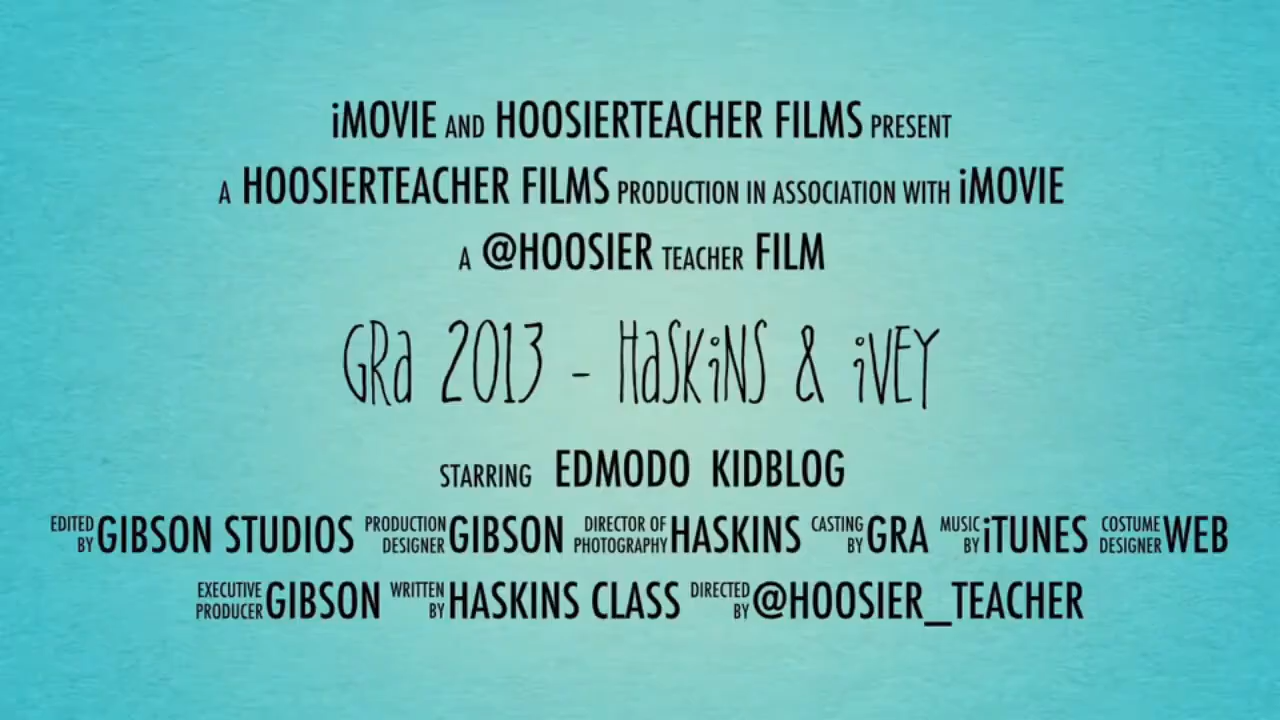 iMOVIE AND HOOSIERTEACHER FILMS PRESENT
A HOOSIERTEACHER FILMS PRODUCTION IN ASSOCIATION WITH iMOVIE
A @HOOSIER TEACHER FILM
GRa 2013 - HaSKiNS & iVEY
STARRING EDMODO KIDBLOG
EDITED BY GIBSON STUDIOS PRODUCTION DESIGNER GIBSON DIRECTOR OF PHOTOGRAPHY HASKINS CASTING BY GRA MUSIC BY iTUNES COSTUME DESIGNER WEB
EXECUTIVE PRODUCER GIBSON WRITTEN BY HASKINS CLASS DIRECTED BY @HOOSIER_TEACHER